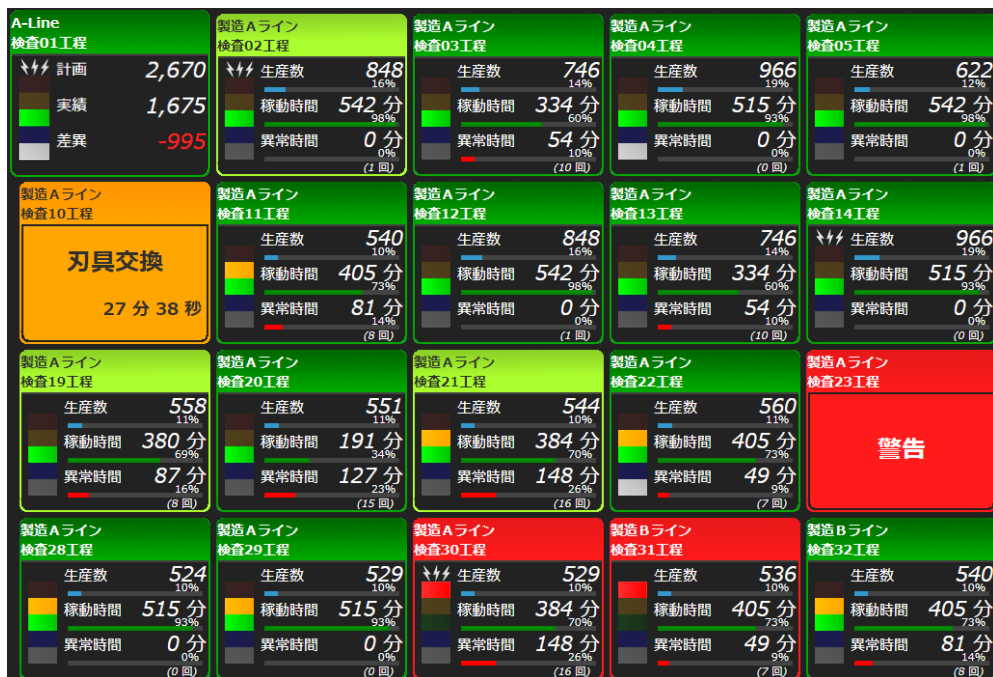 A-Line
検査01工程
計画 2,670
実績 1,675
差異 -995
製造Aライン
検査02工程
生産数 848
16%
稼動時間 542 分
98%
異常時間 0 分
0%
(1 回)
製造Aライン
検査03工程
生産数 746
14%
稼動時間 334 分
60%
異常時間 54 分
10%
(10 回)
製造Aライン
検査04工程
生産数 966
19%
稼動時間 515 分
93%
異常時間 0 分
0%
(0 回)
製造Aライン
検査05工程
生産数 622
12%
稼動時間 542 分
98%
異常時間 0 分
0%
(1 回)
製造Aライン
検査10工程
刃具交換
27 分 38 秒
製造Aライン
検査11工程
生産数 540
10%
稼動時間 405 分
73%
異常時間 81 分
14%
(8 回)
製造Aライン
検査12工程
生産数 848
16%
稼動時間 542 分
98%
異常時間 0 分
0%
(1 回)
製造Aライン
検査13工程
生産数 746
14%
稼動時間 334 分
60%
異常時間 54 分
10%
(10 回)
製造Aライン
検査14工程
生産数 966
19%
稼動時間 515 分
93%
異常時間 0 分
0%
(0 回)
製造Aライン
検査19工程
生産数 558
11%
稼動時間 380 分
69%
異常時間 87 分
16%
(8 回)
製造Aライン
検査20工程
生産数 551
11%
稼動時間 191 分
34%
異常時間 127 分
23%
(15 回)
製造Aライン
検査21工程
生産数 544
10%
稼動時間 384 分
70%
異常時間 148 分
26%
(16 回)
製造Aライン
検査22工程
生産数 560
11%
稼動時間 405 分
73%
異常時間 49 分
9%
(7 回)
製造Aライン
検査23工程
警告
製造Aライン
検査28工程
生産数 524
10%
稼動時間 515 分
93%
異常時間 0 分
0%
(0 回)
製造Aライン
検査29工程
生産数 529
10%
稼動時間 515 分
93%
異常時間 0 分
0%
(0 回)
製造Aライン
検査30工程
生産数 529
10%
稼動時間 384 分
70%
異常時間 148 分
26%
(16 回)
製造Bライン
検査31工程
生産数 536
10%
稼動時間 405 分
73%
異常時間 49 分
9%
(7 回)
製造Bライン
検査32工程
生産数 540
10%
稼動時間 405 分
73%
異常時間 81 分
14%
(8 回)